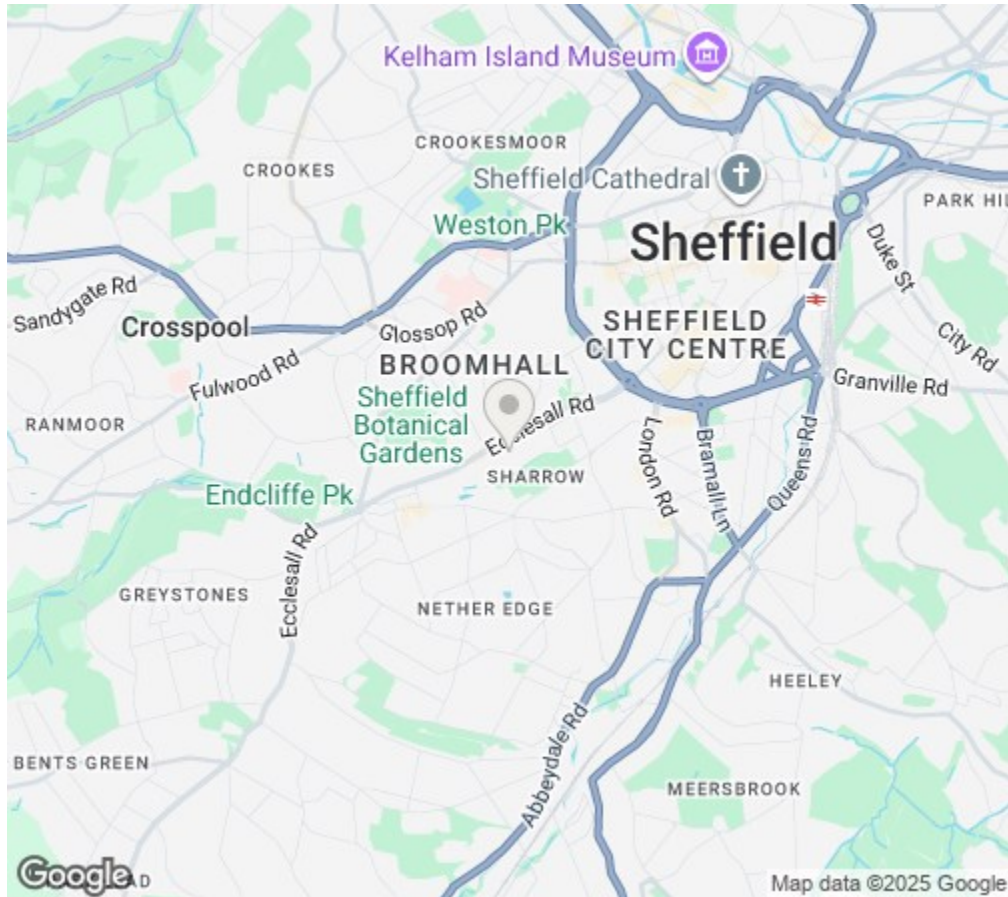 Kelham Island Museum
CROOKESMOOR
CROOKES
Sheffield Cathedral
PARK HIL
Weston Pk
Sheffield
Duke St
Sandygate Rd
Crosspool
Glossop Rd
SHEFFIELD
CITY CENTRE
City Rd
Fulwood Rd
BROOMHALL
Granville Rd
Sheffield
Botanical
Gardens
Ecclesall Rd
RANMOOR
London Rd
Bramall Ln
Queens Rd
SHARROW
Endcliffe Pk
Ecclesall Rd
GREYSTONES
NETHER EDGE
HEELEY
Abbeydale Rd
BENTS GREEN
MEERSBROOK
Google
AD
Map data ©2025 Google